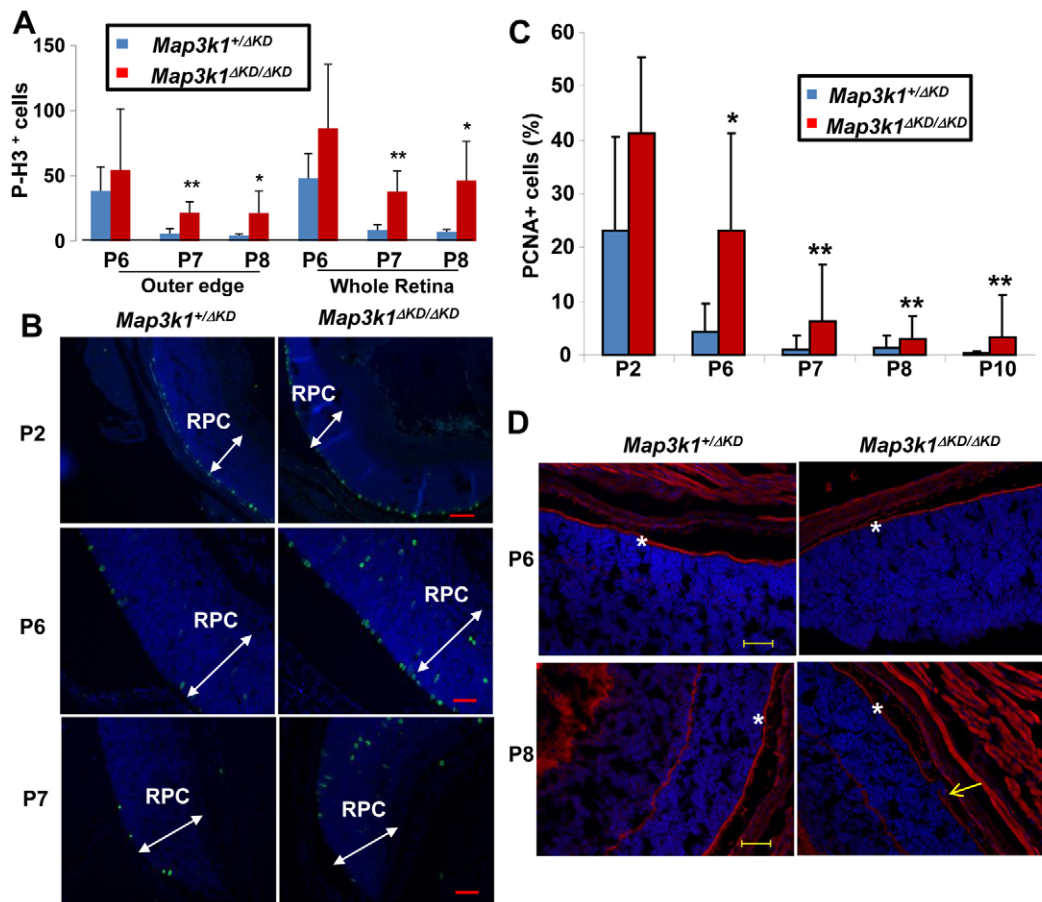 A
Map3k1+/ΔKD
Map3k1ΔKD/ΔKD
P-H3+ cells
150
100
50
0
** * ** *
P6 P7 P8 P6 P7 P8
Outer edge Whole Retina
B
Map3k1+/ΔKD Map3k1ΔKD/ΔKD
P2
RPC RPC
P6
RPC RPC
P7
RPC RPC
C
Map3k1+/ΔKD
Map3k1ΔKD/ΔKD
PCNA+ cells (%)
60
50
40
30
20
10
0
* ** ** **
P2 P6 P7 P8 P10
D
Map3k1+/ΔKD Map3k1ΔKD/ΔKD
P6
* *
P8
* *